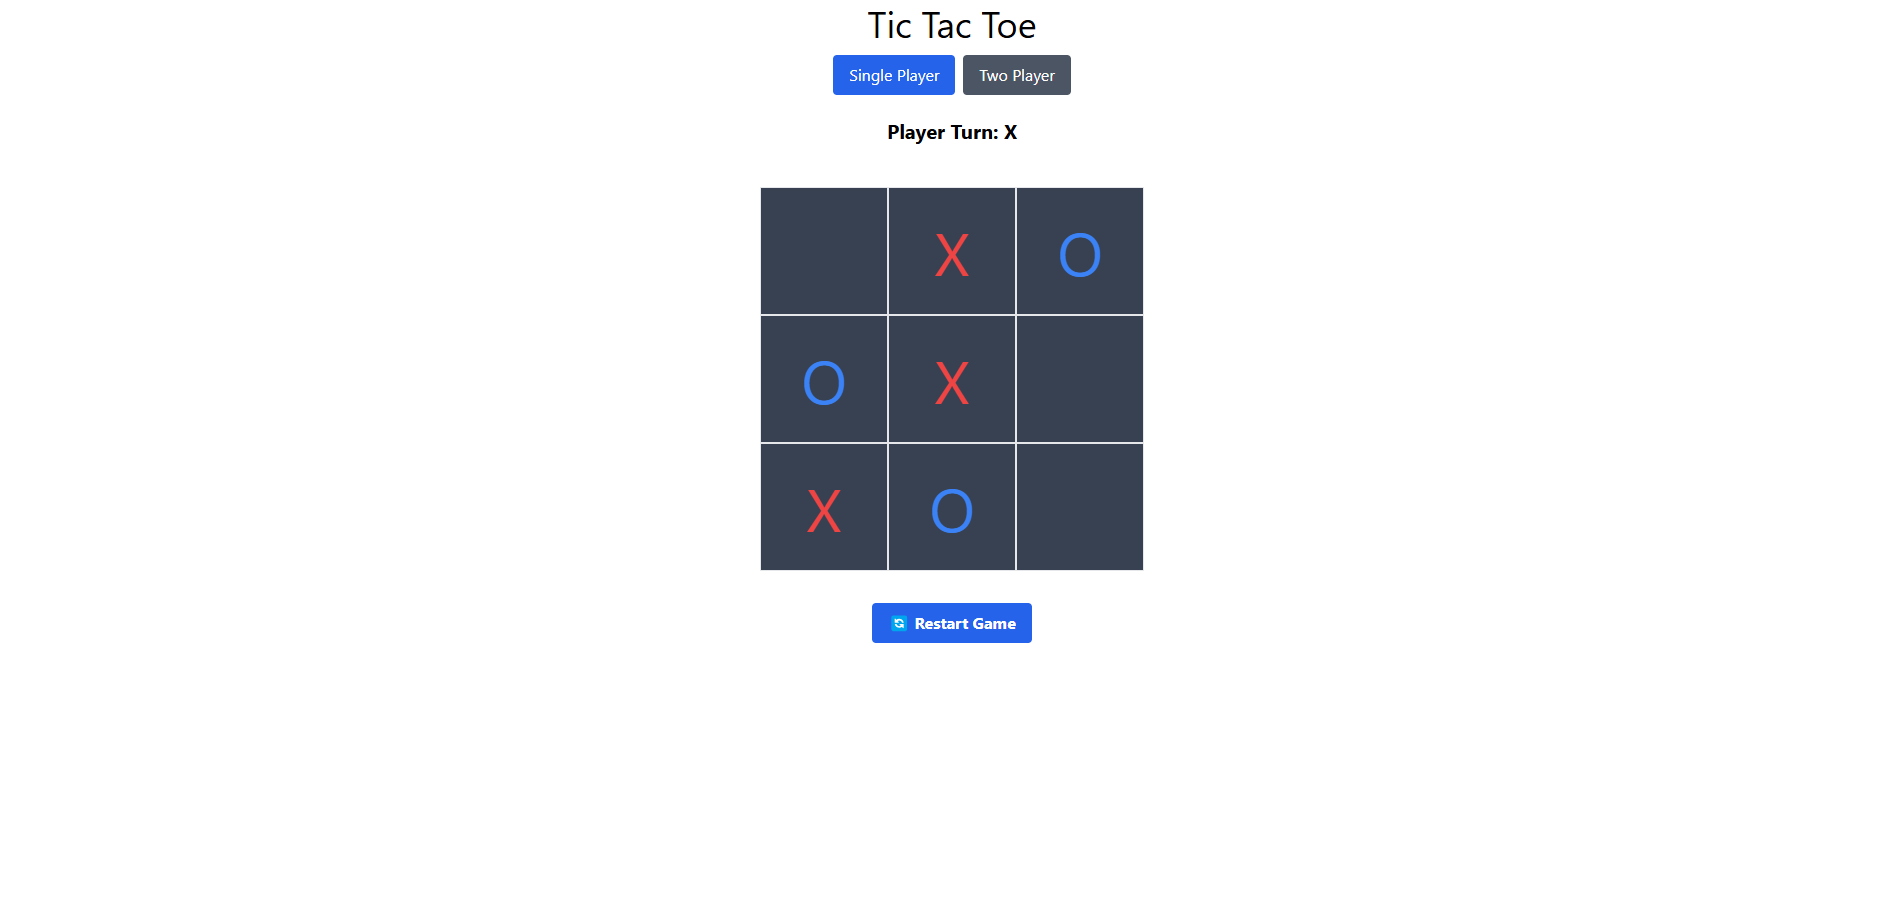 Tic Tac Toe
Single Player Two Player
Player Turn: X
X O
O X
X O
Restart Game